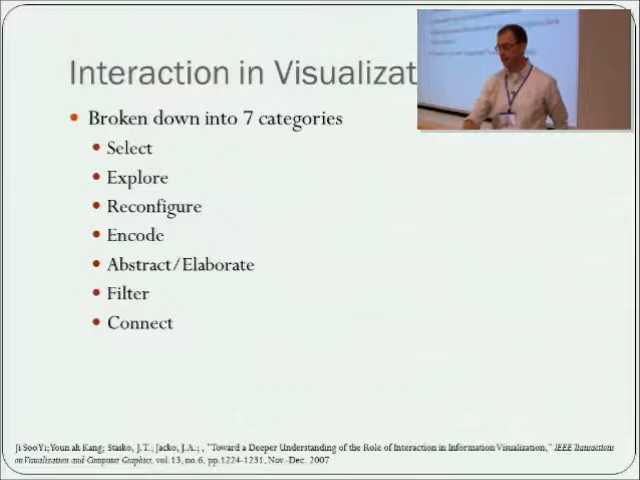 Interaction in Visualizat
Broken down into 7 categories
Select
Explore
Reconfigure
Encode
Abstract/Elaborate
Filter
Connect
Ji Soo Yi; Youn ah Kang; Stasko, J.T.; Jacko, J.A.; , "Toward a Deeper Understanding of the Role of Interaction in Information Visualization," IEEE Transactions
on Visualization and Computer Graphics, vol.13, no.6, pp.1224-1231, Nov.-Dec. 2007